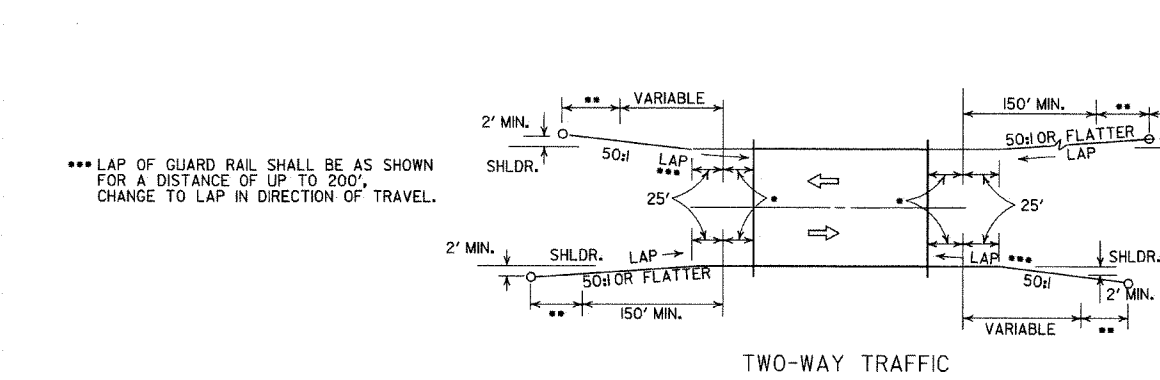 ** VARIABLE
150' MIN. **
2' MIN.
50:1 OR FLATTER
50:1
SHLDR.
LAP
***
LAP
*** LAP OF GUARD RAIL SHALL BE AS SHOWN
FOR A DISTANCE OF UP TO 200',
CHANGE TO LAP IN DIRECTION OF TRAVEL.
25' * * 25'
2' MIN.
SHLDR. LAP
50:1 OR FLATTER
LAP ***
SHLDR.
50:1
2' MIN.
** 150' MIN.
VARIABLE **
TWO-WAY TRAFFIC